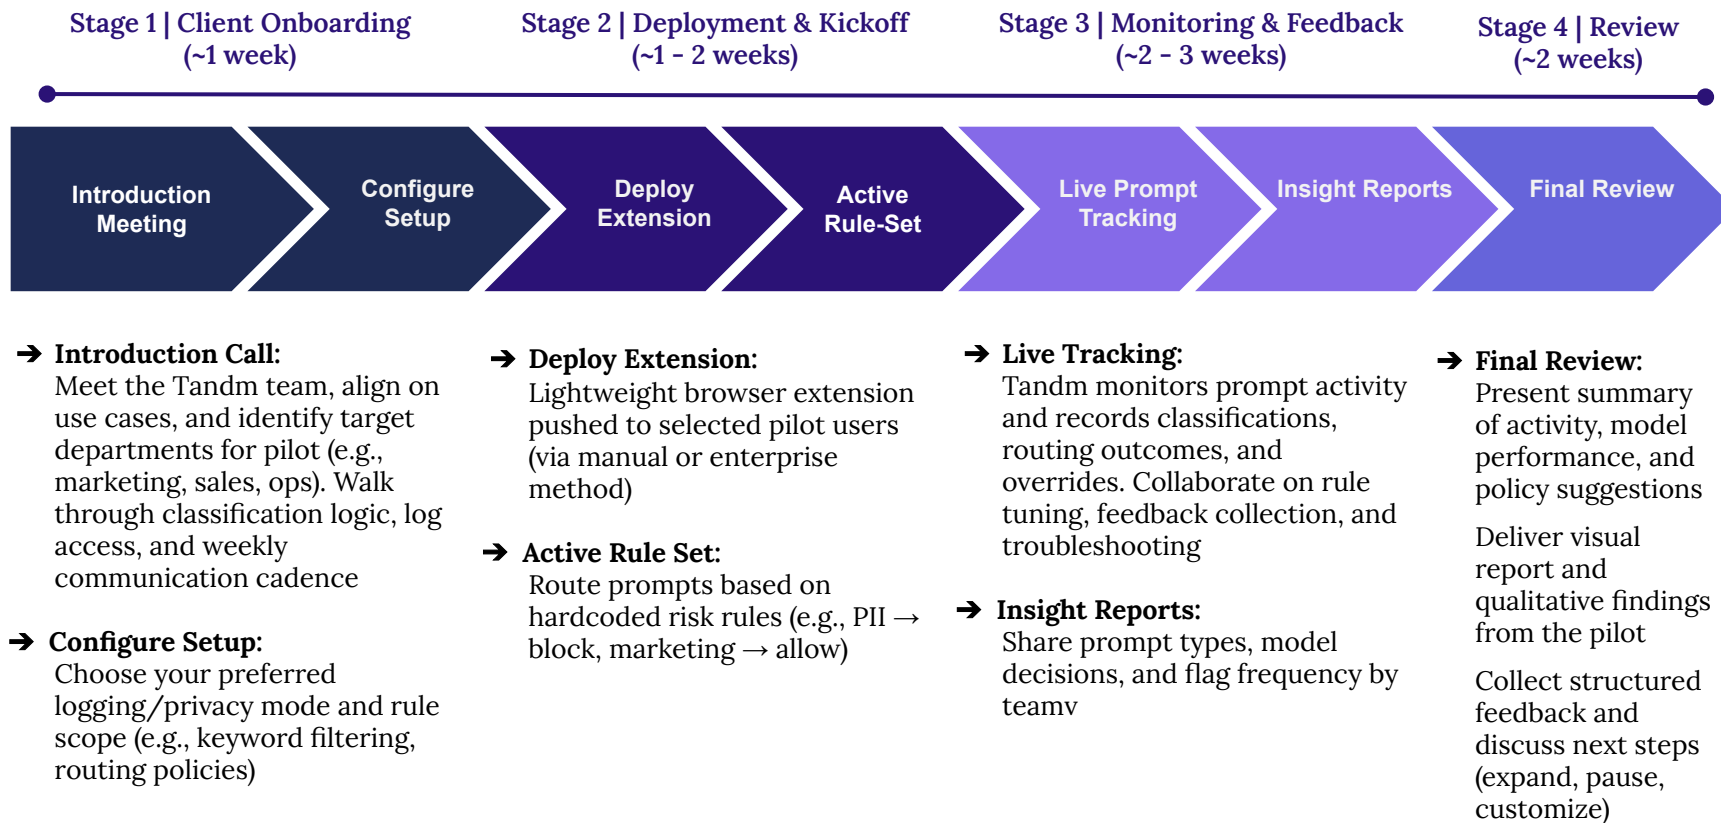 Stage 1 | Client Onboarding
(~1 week)
Stage 2 | Deployment & Kickoff
(~1 - 2 weeks)
Stage 3 | Monitoring & Feedback
(~2 - 3 weeks)
Stage 4 | Review
(~2 weeks)
Introduction
Meeting
Configure
Setup
Deploy
Extension
Active
Rule-Set
Live Prompt
Tracking
Insight Reports
Final Review
➔ Introduction Call:
Meet the Tandm team, align on
use cases, and identify target
departments for pilot (e.g.,
marketing, sales, ops). Walk
through classification logic, log
access, and weekly
communication cadence
➔ Configure Setup:
Choose your preferred
logging/privacy mode and rule
scope (e.g., keyword filtering,
routing policies)
➔ Deploy Extension:
Lightweight browser extension
pushed to selected pilot users
(via manual or enterprise
method)
➔ Active Rule Set:
Route prompts based on
hardcoded risk rules (e.g., PII →
block, marketing → allow)
➔ Live Tracking:
Tandm monitors prompt activity
and records classifications,
routing outcomes, and
overrides. Collaborate on rule
tuning, feedback collection, and
troubleshooting
➔ Insight Reports:
Share prompt types, model
decisions, and flag frequency by
teamv
➔ Final Review:
Present summary
of activity, model
performance, and
policy suggestions
Deliver visual
report and
qualitative findings
from the pilot
Collect structured
feedback and
discuss next steps
(expand, pause,
customize)